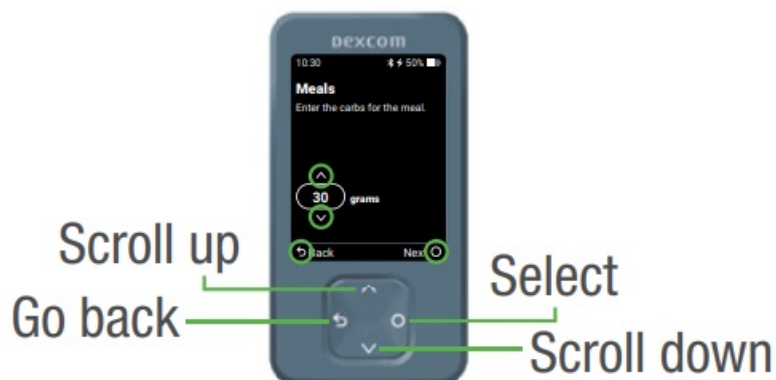 Dexcom
10:30 50%
Meals
Enter the carbs for the meal.
30 grams
Back Next
Scroll up
Go back
Select
Scroll down